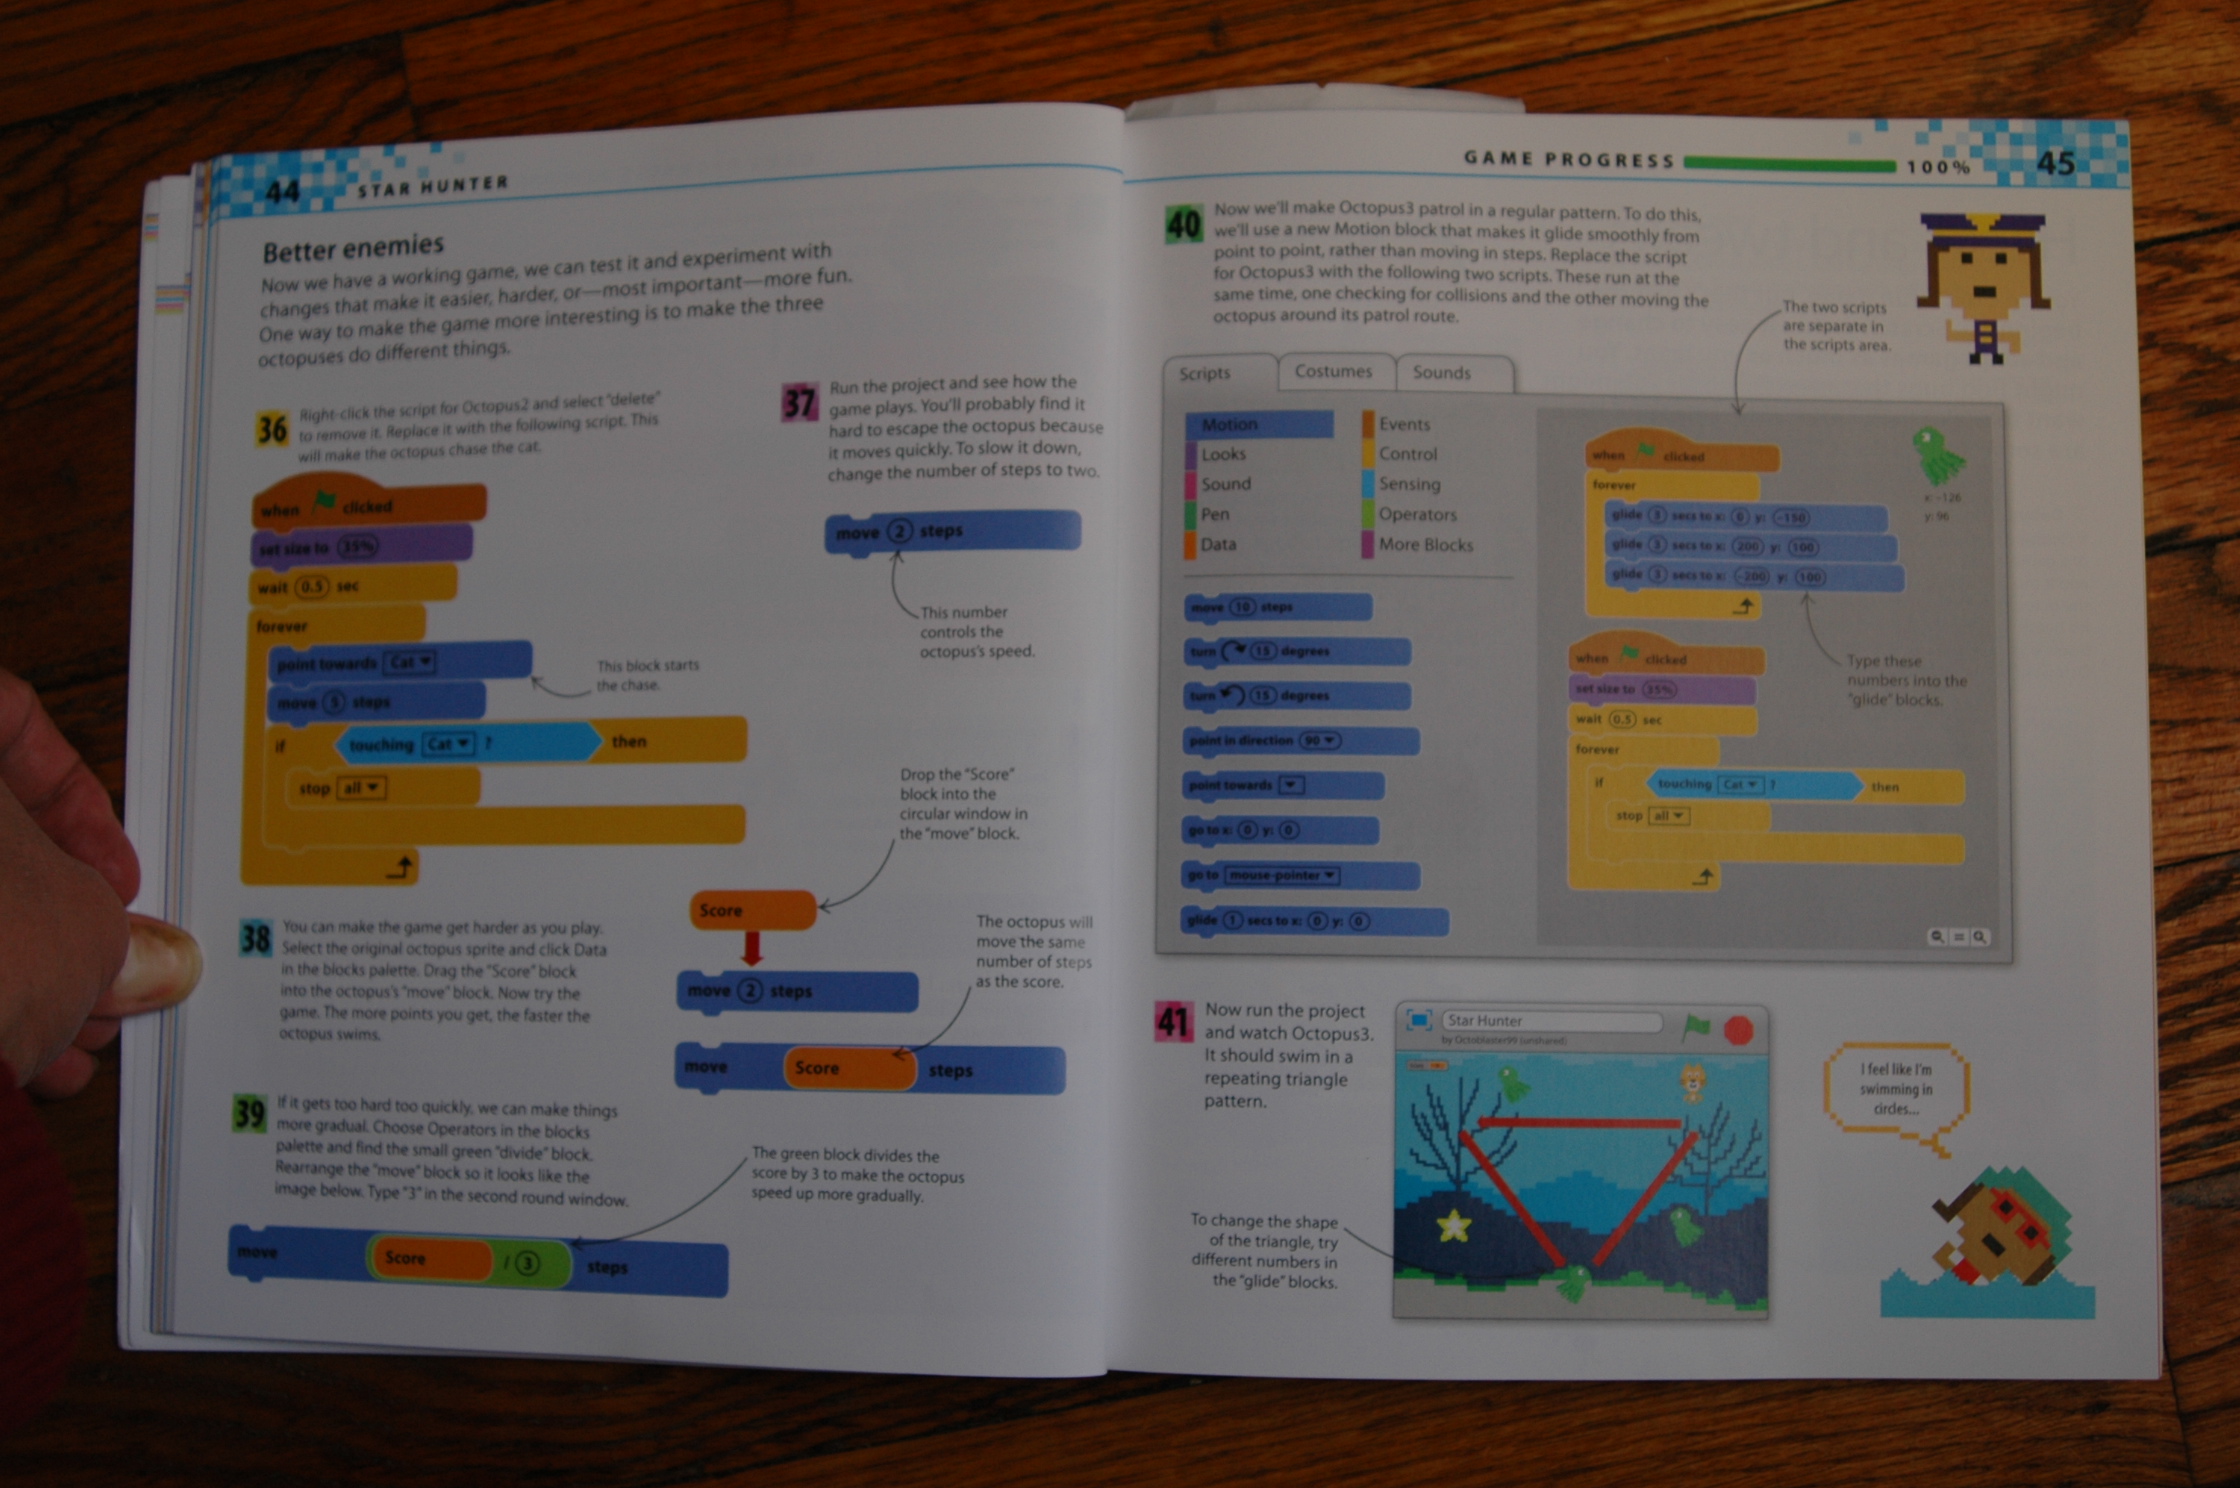 44
STAR HUNTER
Better enemies
Now we have a working game, we can test it and experiment with
changes that make it easier, harder, or—most important—more fun.
One way to make the game more interesting is to make the three
octopuses do different things.
36
Right-click the script for Octopus2 and select "delete"
to remove it. Replace it with the following script. This
will make the octopus chase the cat.
when clicked
set size to 35%
wait 0.5 sec
forever
point towards Cat
move 5 steps
if touching Cat ? then
stop all
This block starts
the chase.
37
Run the project and see how the
game plays. You'll probably find it
hard to escape the octopus because
it moves quickly. To slow it down,
change the number of steps to two.
move 2 steps
This number
controls the
octopus's speed.
38
You can make the game get harder as you play.
Select the original octopus sprite and click Data
in the blocks palette. Drag the "Score" block
into the octopus's "move" block. Now try the
game. The more points you get, the faster the
octopus swims.
Drop the "Score"
block into the
circular window in
the "move" block.
Score
move 2 steps
The octopus will
move the same
number of steps
as the score.
move Score steps
39
If it gets too hard too quickly, we can make things
more gradual. Choose Operators in the blocks
palette and find the small green "divide" block.
Rearrange the "move" block so it looks like the
image below. Type "3" in the second round window.
The green block divides the
score by 3 to make the octopus
speed up more gradually.
move Score / 3 steps
GAME PROGRESS 100%
45
40
Now we'll make Octopus3 patrol in a regular pattern. To do this,
we'll use a new Motion block that makes it glide smoothly from
point to point, rather than moving in steps. Replace the script
for Octopus3 with the following two scripts. These run at the
same time, one checking for collisions and the other moving the
octopus around its patrol route.
The two scripts
are separate in
the scripts area.
Scripts Costumes Sounds
Motion Events
Looks Control
Sound Sensing
Pen Operators
Data More Blocks
move 10 steps
turn 15 degrees
turn 15 degrees
point in direction 90
point towards
go to x: 0 y: 0
go to mouse-pointer
glide 1 secs to x: 0 y: 0
when clicked
forever
glide 3 secs to x: 0 y: -150
glide 3 secs to x: 200 y: 100
glide 3 secs to x: -200 y: 100
x: -126
y: 96
Type these
numbers into the
"glide" blocks.
when clicked
set size to 35%
wait 0.5 sec
forever
if touching Cat ? then
stop all
41
Now run the project
and watch Octopus3.
It should swim in a
repeating triangle
pattern.
Star Hunter
by Octoblaster99 (unshared)
To change the shape
of the triangle, try
different numbers in
the "glide" blocks.
I feel like I'm
swimming in
circles...